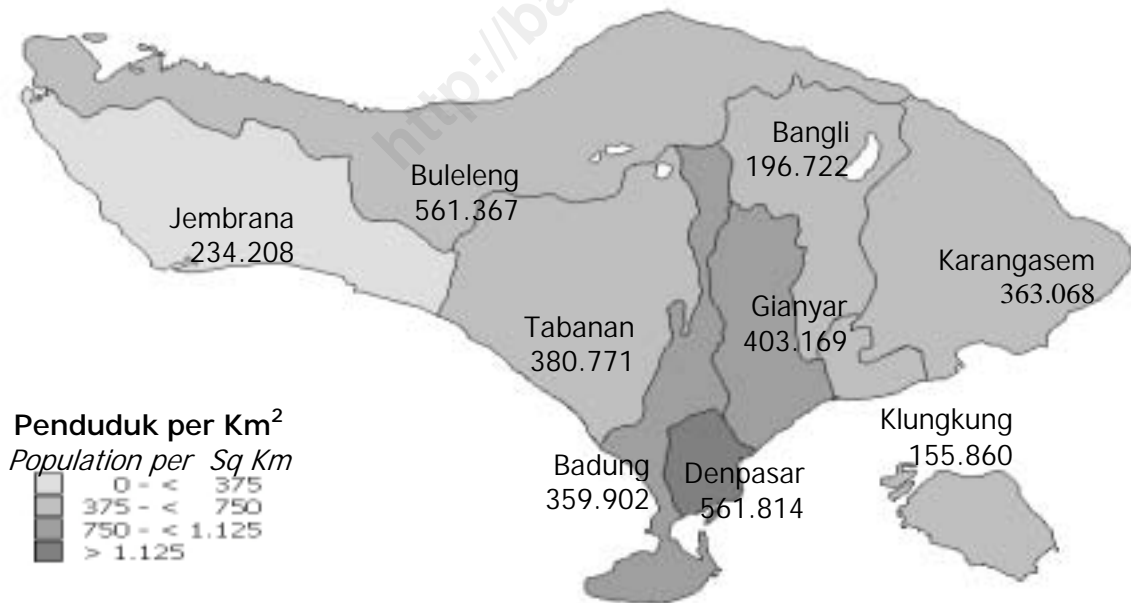 http://ba
Bangli
196.722
Buleleng
561.367
Jembrana
234.208
Karangasem
363.068
Gianyar
403.169
Tabanan
380.771
Klungkung
155.860
Badung
359.902
Denpasar
561.814
Penduduk per Km²
Population per Sq Km
0 - < 375
375 - < 750
750 - < 1.125
> 1.125